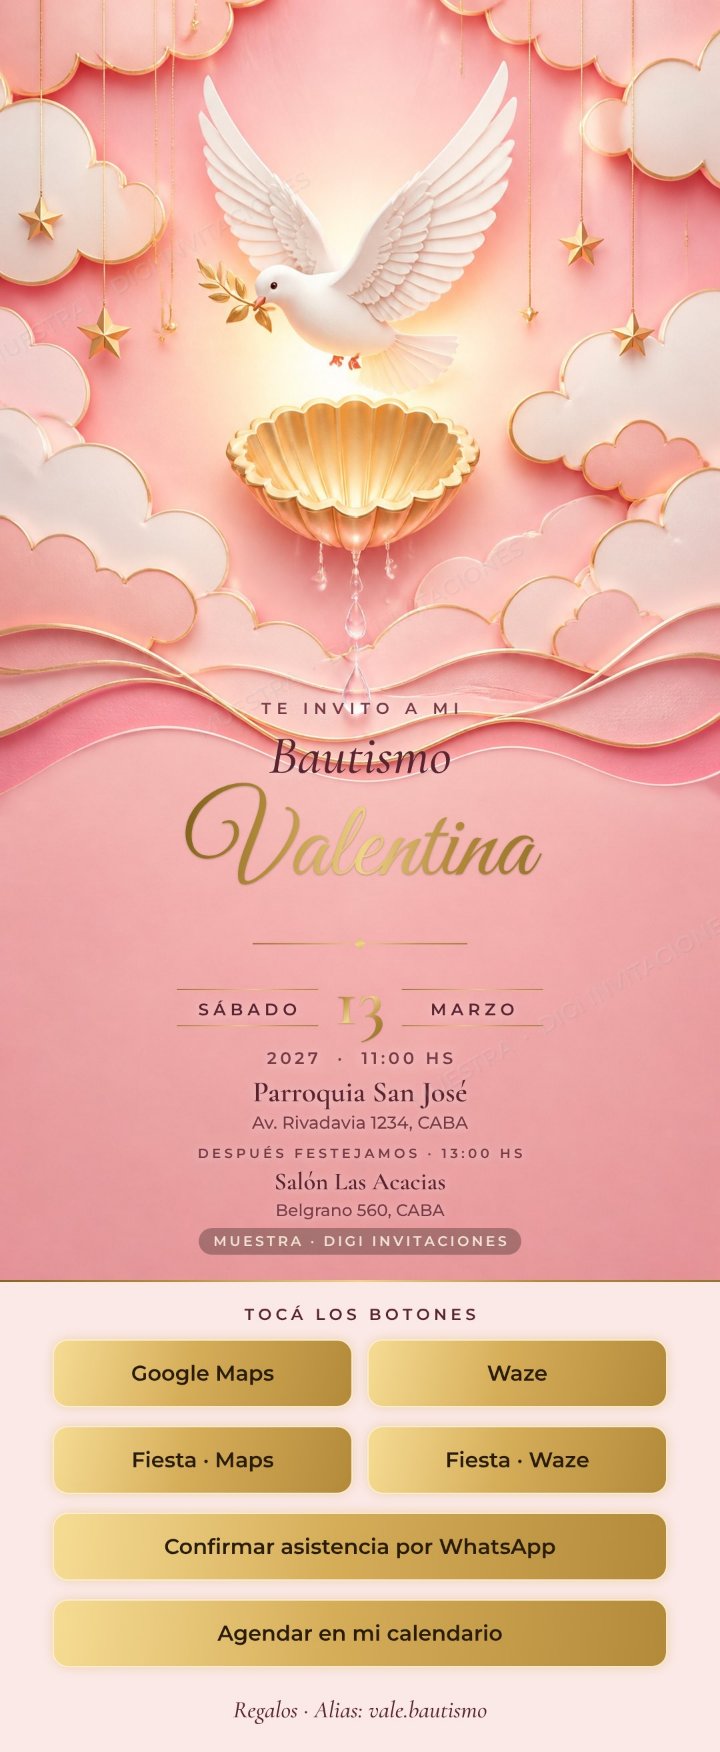 TE INVITO A MI
Bautismo
Valentina
SÁBADO 13 MARZO
2027 · 11:00 HS
Parroquia San José
Av. Rivadavia 1234, CABA
DESPUÉS FESTEJAMOS · 13:00 HS
Salón Las Acacias
Belgrano 560, CABA
MUESTRA · DIGI INVITACIONES
TOCÁ LOS BOTONES
Google Maps
Waze
Fiesta · Maps
Fiesta · Waze
Confirmar asistencia por WhatsApp
Agendar en mi calendario
Regalos · Alias: vale.bautismo